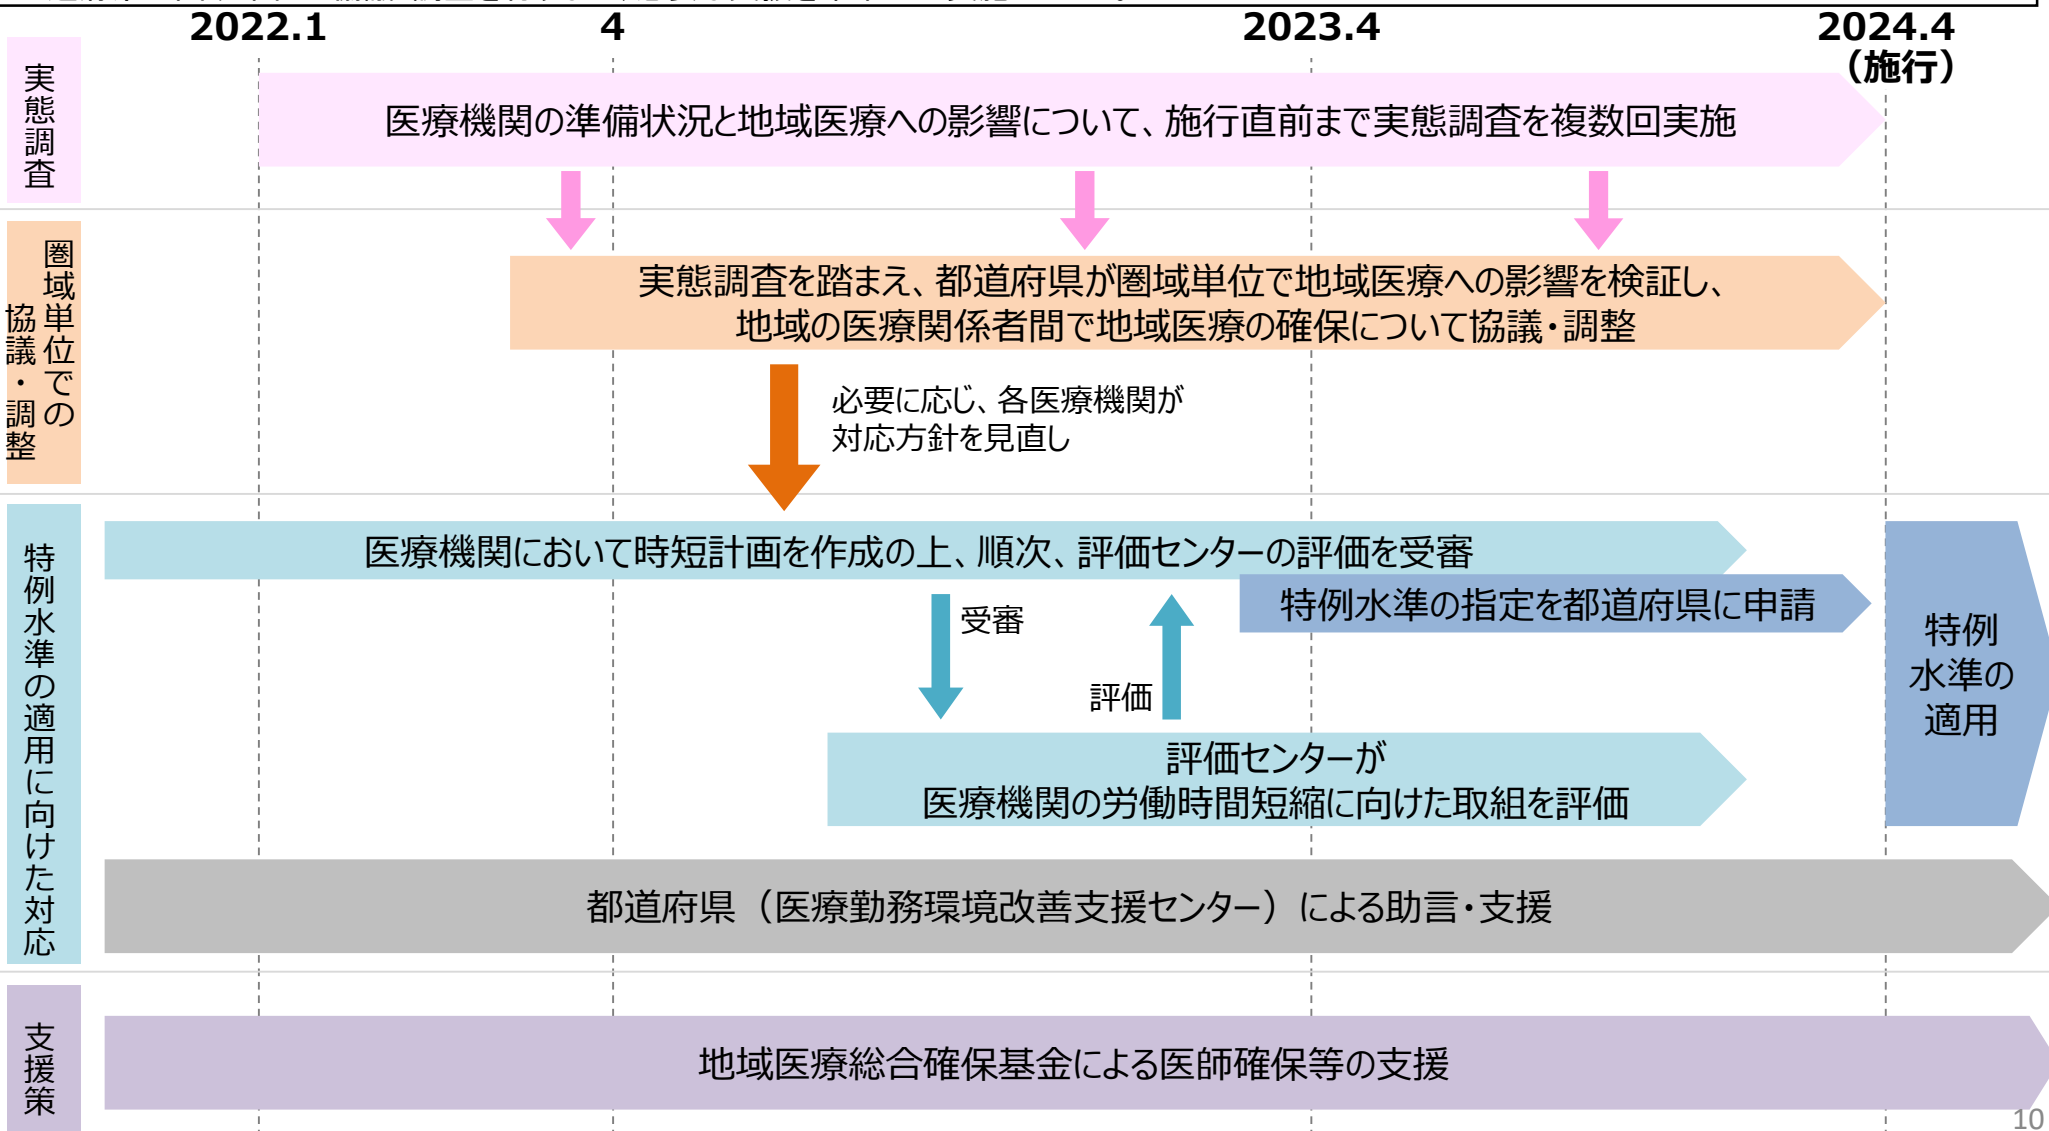 2022.1
4
2023.4
2024.4
（施行）
実態調査
医療機関の準備状況と地域医療への影響について、施行直前まで実態調査を複数回実施
圏域単位での
協議・調整
実態調査を踏まえ、都道府県が圏域単位で地域医療への影響を検証し、
地域の医療関係者間で地域医療の確保について協議・調整
必要に応じ、各医療機関が
対応方針を見直し
特例水準の適用に向けた対応
医療機関において時短計画を作成の上、順次、評価センターの評価を受審
特例水準の指定を都道府県に申請
受審
評価
特例
水準の
適用
評価センターが
医療機関の労働時間短縮に向けた取組を評価
都道府県（医療勤務環境改善支援センター）による助言・支援
支援策
地域医療総合確保基金による医師確保等の支援
10